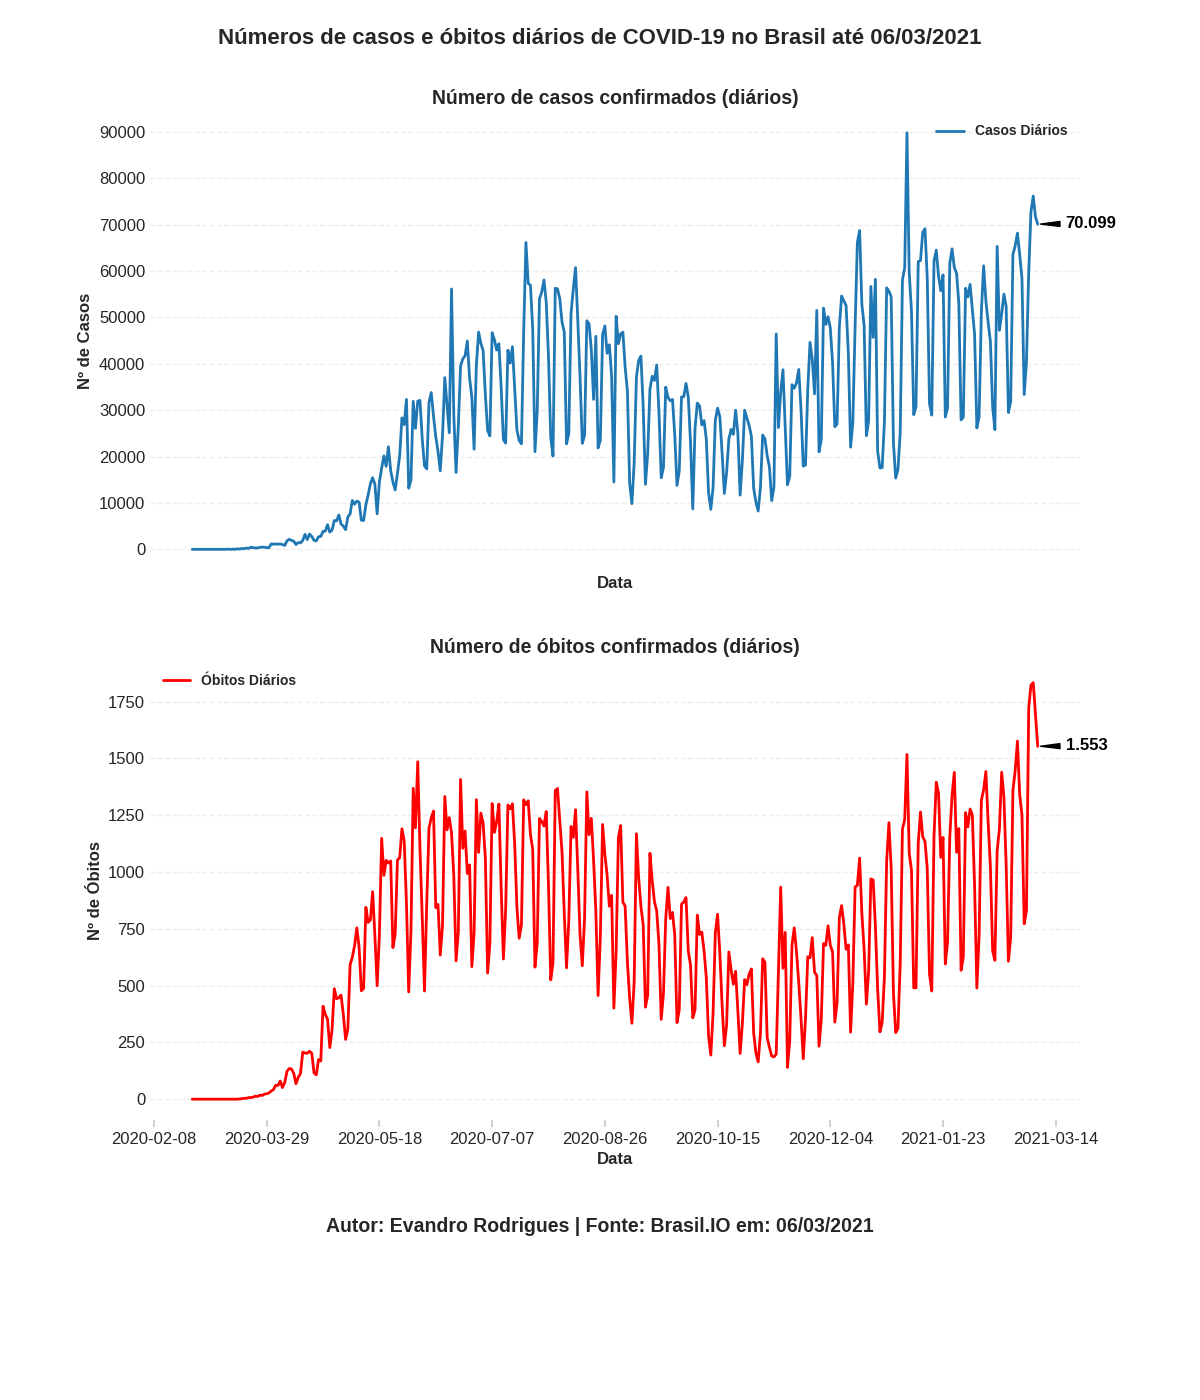 Números de casos e óbitos diários de COVID-19 no Brasil até 06/03/2021
Número de casos confirmados (diários)
Casos Diários
90000
80000
70000
60000
50000
40000
30000
20000
10000
0
70.099
Nº de Casos
Data
Número de óbitos confirmados (diários)
Óbitos Diários
1750
1500
1250
1000
750
500
250
0
1.553
Nº de Óbitos
2020-02-08 2020-03-29 2020-05-18 2020-07-07 2020-08-26 2020-10-15 2020-12-04 2021-01-23 2021-03-14
Data
Autor: Evandro Rodrigues | Fonte: Brasil.IO em: 06/03/2021